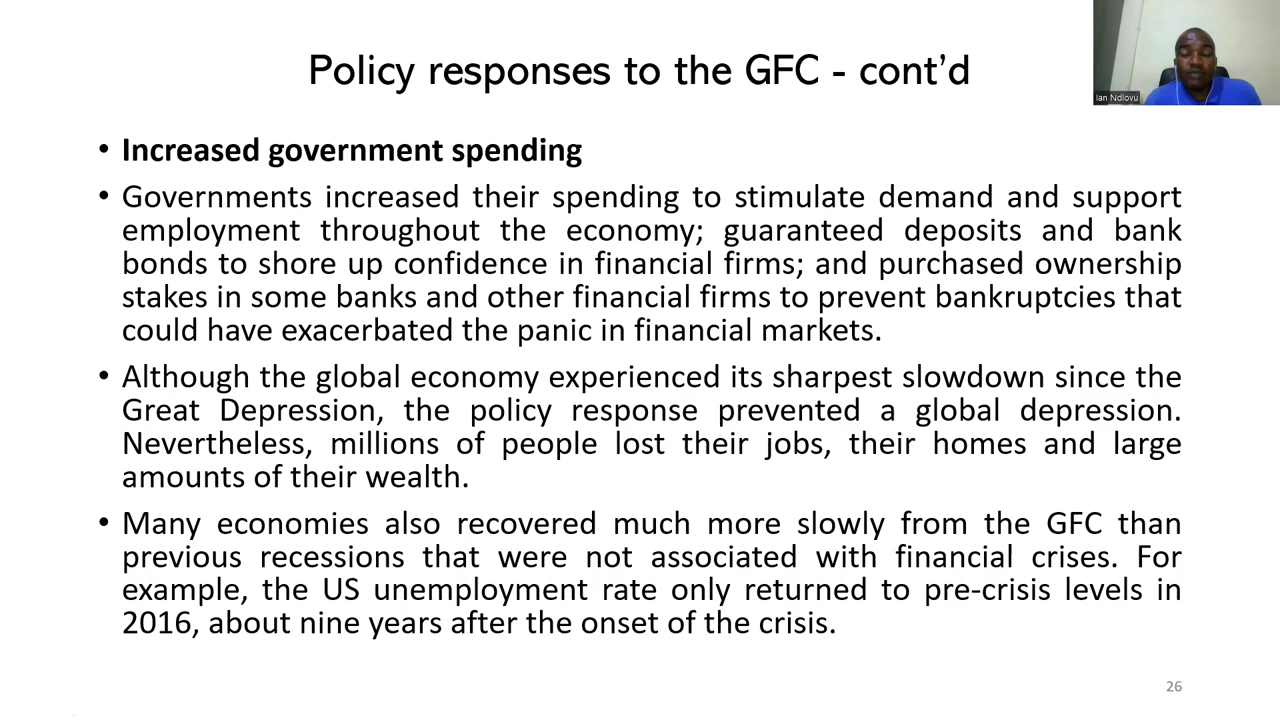 Policy responses to the GFC - cont’d
Ian Ndlovu
• Increased government spending
• Governments increased their spending to stimulate demand and support
employment throughout the economy; guaranteed deposits and bank
bonds to shore up confidence in financial firms; and purchased ownership
stakes in some banks and other financial firms to prevent bankruptcies that
could have exacerbated the panic in financial markets.
• Although the global economy experienced its sharpest slowdown since the
Great Depression, the policy response prevented a global depression.
Nevertheless, millions of people lost their jobs, their homes and large
amounts of their wealth.
• Many economies also recovered much more slowly from the GFC than
previous recessions that were not associated with financial crises. For
example, the US unemployment rate only returned to pre-crisis levels in
2016, about nine years after the onset of the crisis.
26